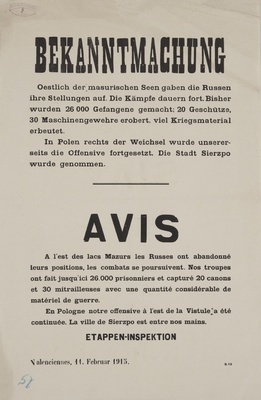 BEKANNTMACHUNG
Oestlich der masurischen Seen gaben die Russen
ihre Stellungen auf. Die Kämpfe dauern fort. Bisher
wurden 26 000 Gefangene gemacht; 20 Geschütze,
30 Maschinengewehre erobert, viel Kriegsmaterial
erbeutet.
In Polen rechts der Weichsel wurde unserer-
seits die Offensive fortgesetzt. Die Stadt Sierzpo
wurde genommen.
AVIS
A l'est des lacs Mazurs les Russes ont abandonné
leurs positions, les combats se poursuivent. Nos troupes
ont fait jusqu'ici 26.000 prisonniers et capturé 20 canons
et 30 mitrailleuses avec une quantité considérable de
matériel de guerre.
En Pologne notre offensive à l'est de la Vistule a été
continuée. La ville de Sierzpo est entre nos mains.
ETAPPEN-INSPEKTION
Valenciennes, 11. Februar 1915.